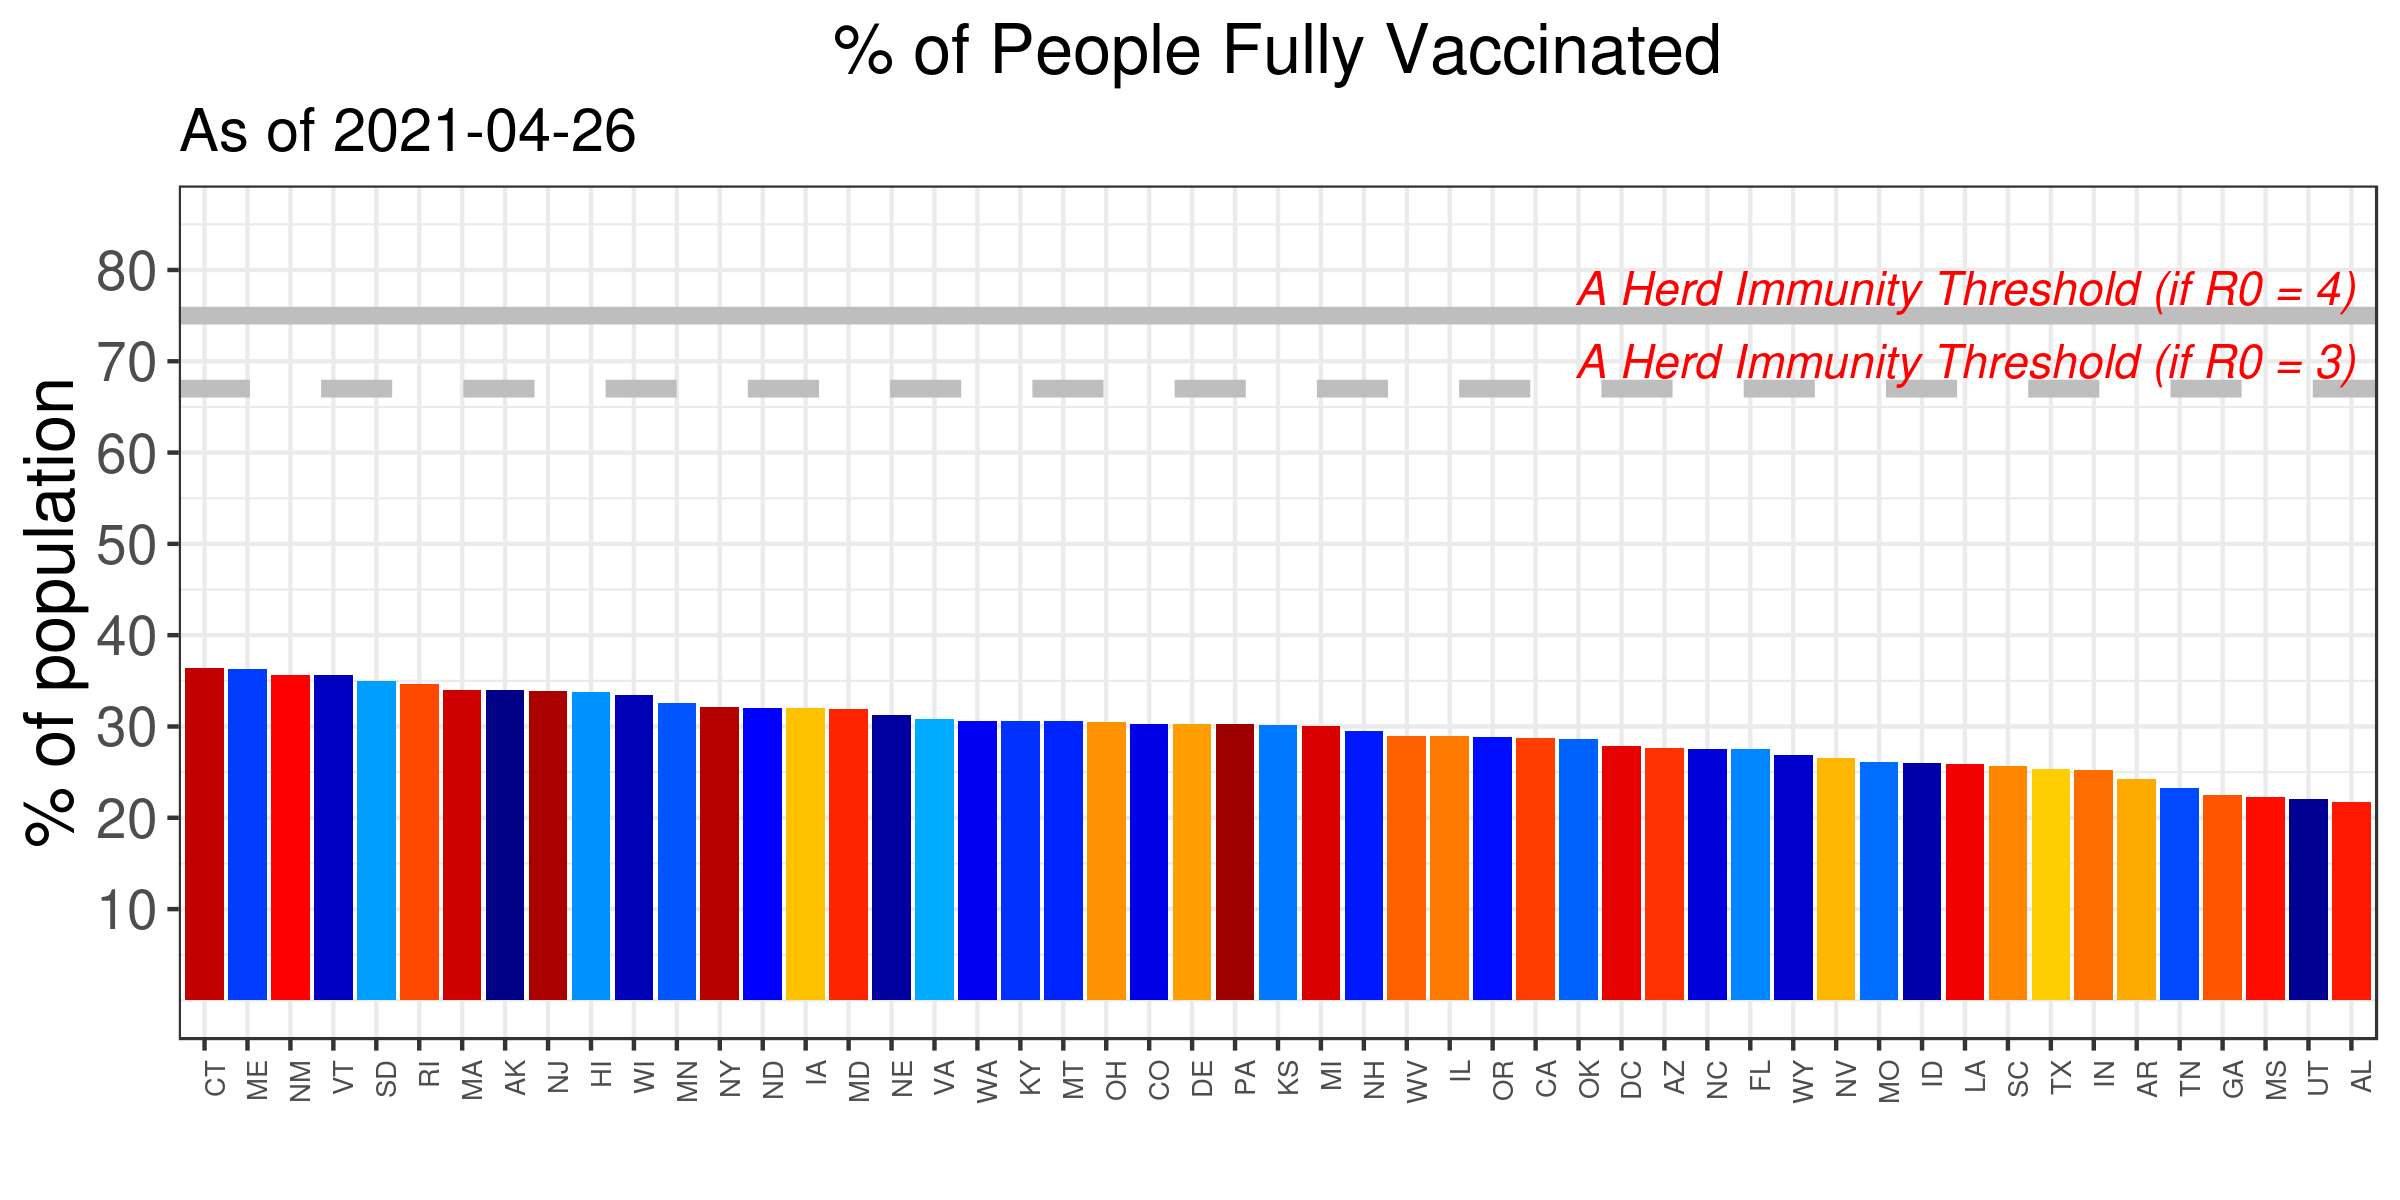 % of People Fully Vaccinated
As of 2021-04-26
% of population
80
70
60
50
40
30
20
10
A Herd Immunity Threshold (if R0 = 4)
A Herd Immunity Threshold (if R0 = 3)
CT ME NM VT SD RI MA AK NJ HI WI MN NY ND IA MD NE VA WA KY MT OH CO DE PA KS MI NH WV IL OR CA OK DC AZ NC FL WY NV MO ID LA SC TX IN AR TN GA MS UT AL